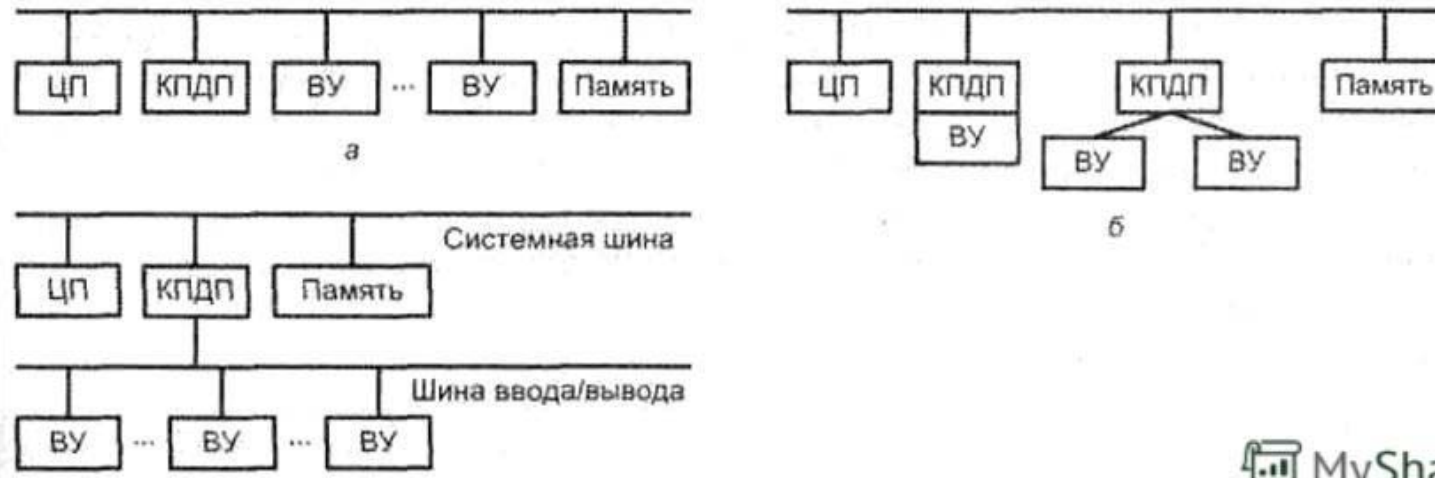 ЦП КПДП ВУ ... ВУ Память
а
ЦП КПДП КПДП Память
ВУ ВУ ВУ
б
Системная шина
ЦП КПДП Память
Шина ввода/вывода
ВУ ... ВУ ... ВУ